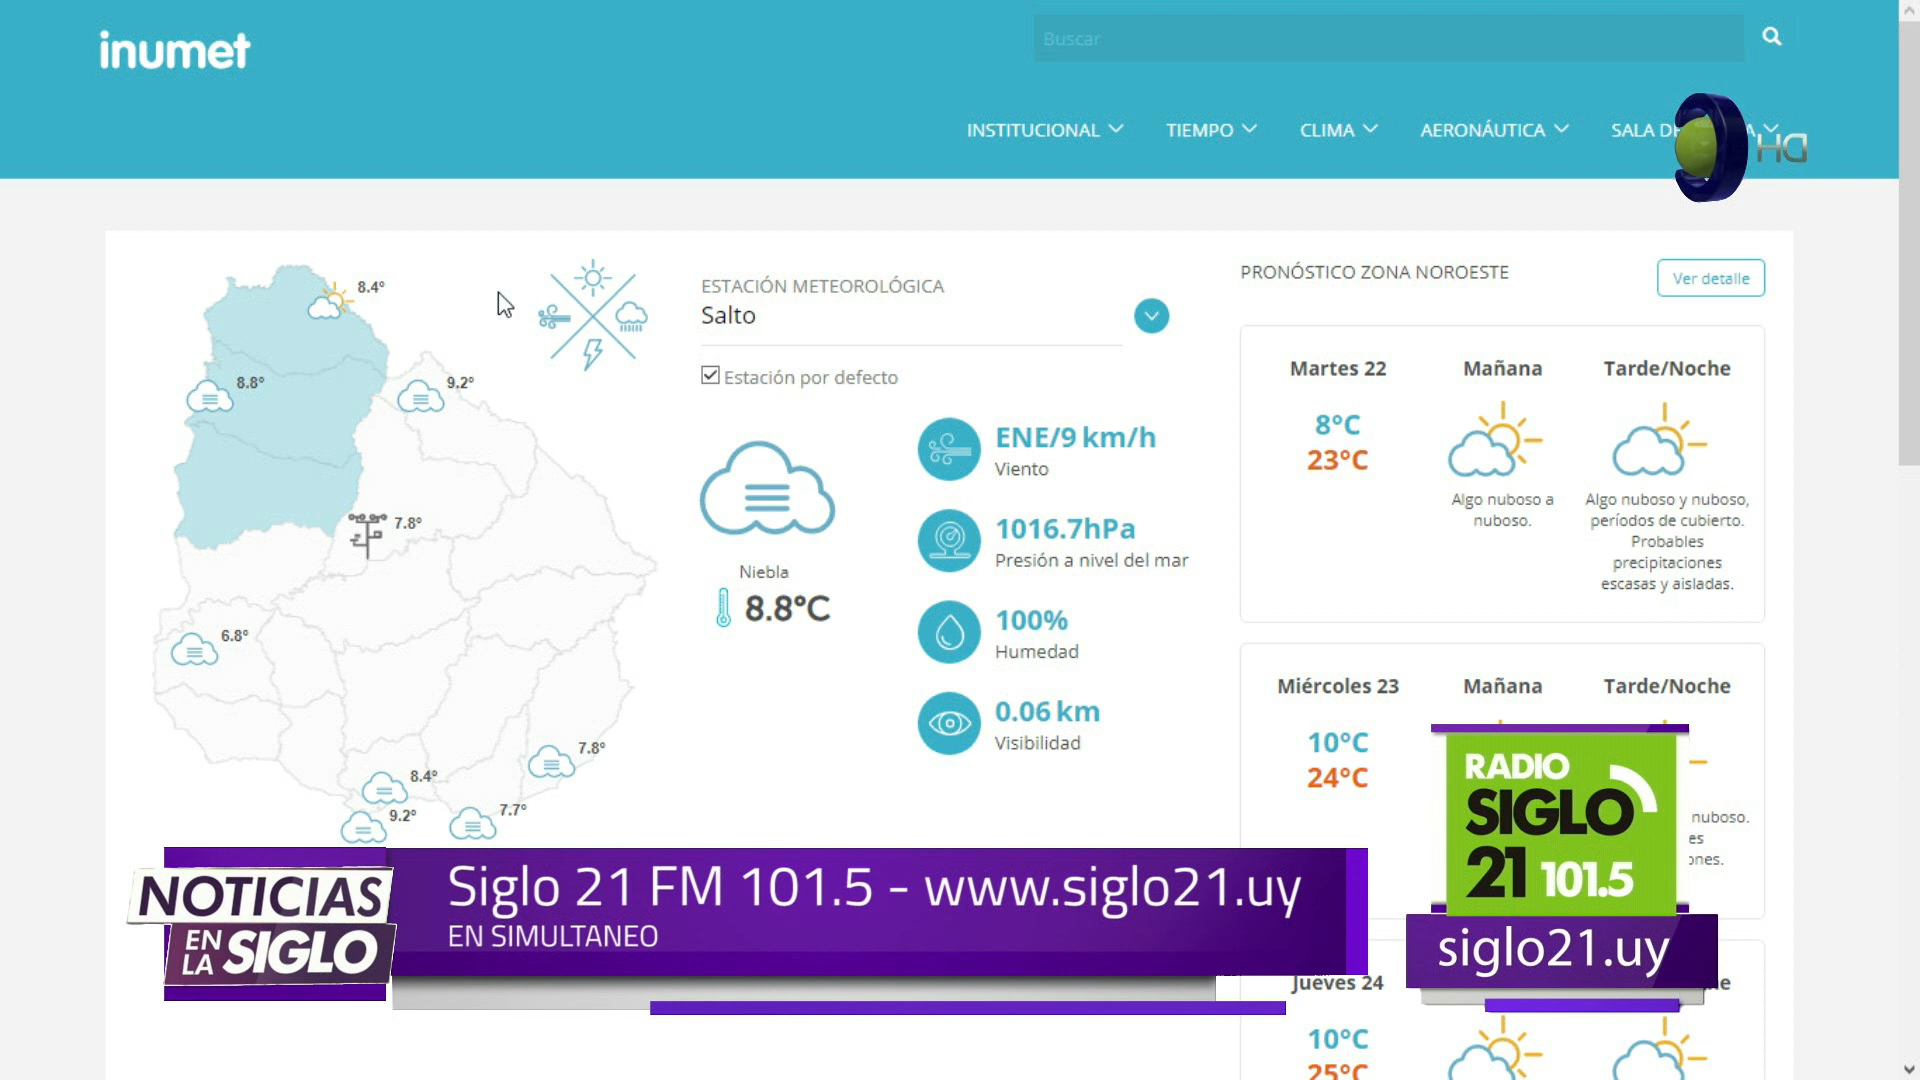 inumet
Buscar
INSTITUCIONAL
TIEMPO
CLIMA
AERONÁUTICA
SALA DE
HD
8.4°
8.8°
9.2°
7.8°
6.8°
7.8°
8.4°
9.2°
7.7°
ESTACIÓN METEOROLÓGICA
Salto
Estación por defecto
Niebla
8.8°C
ENE/9 km/h
Viento
1016.7hPa
Presión a nivel del mar
100%
Humedad
0.06 km
Visibilidad
PRONÓSTICO ZONA NOROESTE
Ver detalle
Martes 22
Mañana
Tarde/Noche
8°C
23°C
Algo nuboso a
nuboso.
Algo nuboso y nuboso,
períodos de cubierto.
Probables
precipitaciones
escasas y aisladas.
Miércoles 23
Mañana
Tarde/Noche
10°C
24°C
nuboso.
Jueves 24
10°C
25°C
NOTICIAS
EN LA SIGLO
Siglo 21 FM 101.5 - www.siglo21.uy
EN SIMULTANEO
RADIO
SIGLO
21 101.5
siglo21.uy